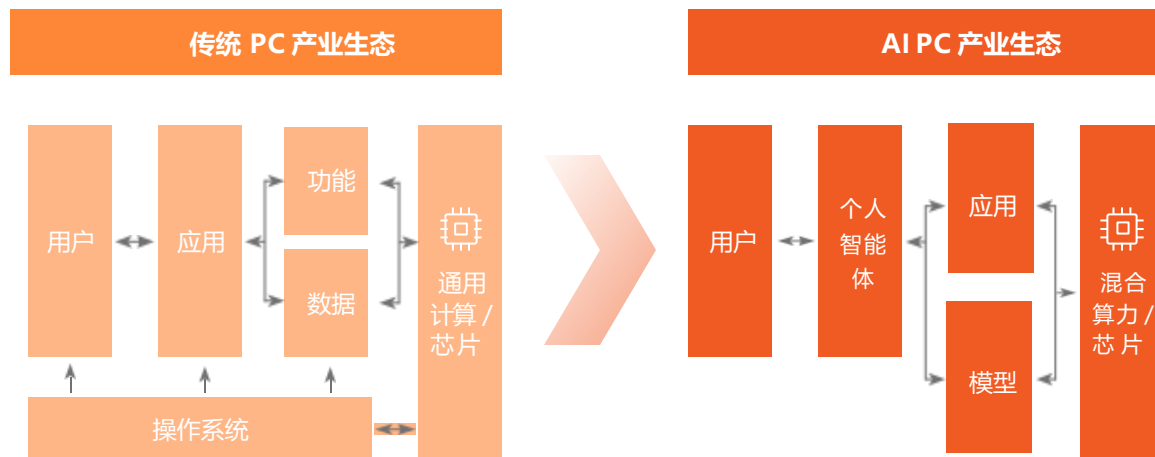 传统 PC 产业生态
AI PC 产业生态
用户
应用
功能
数据
通用
计算 /
芯片
操作系统
用户
个人
智能
体
应用
模型
混合
算力 /
芯 片